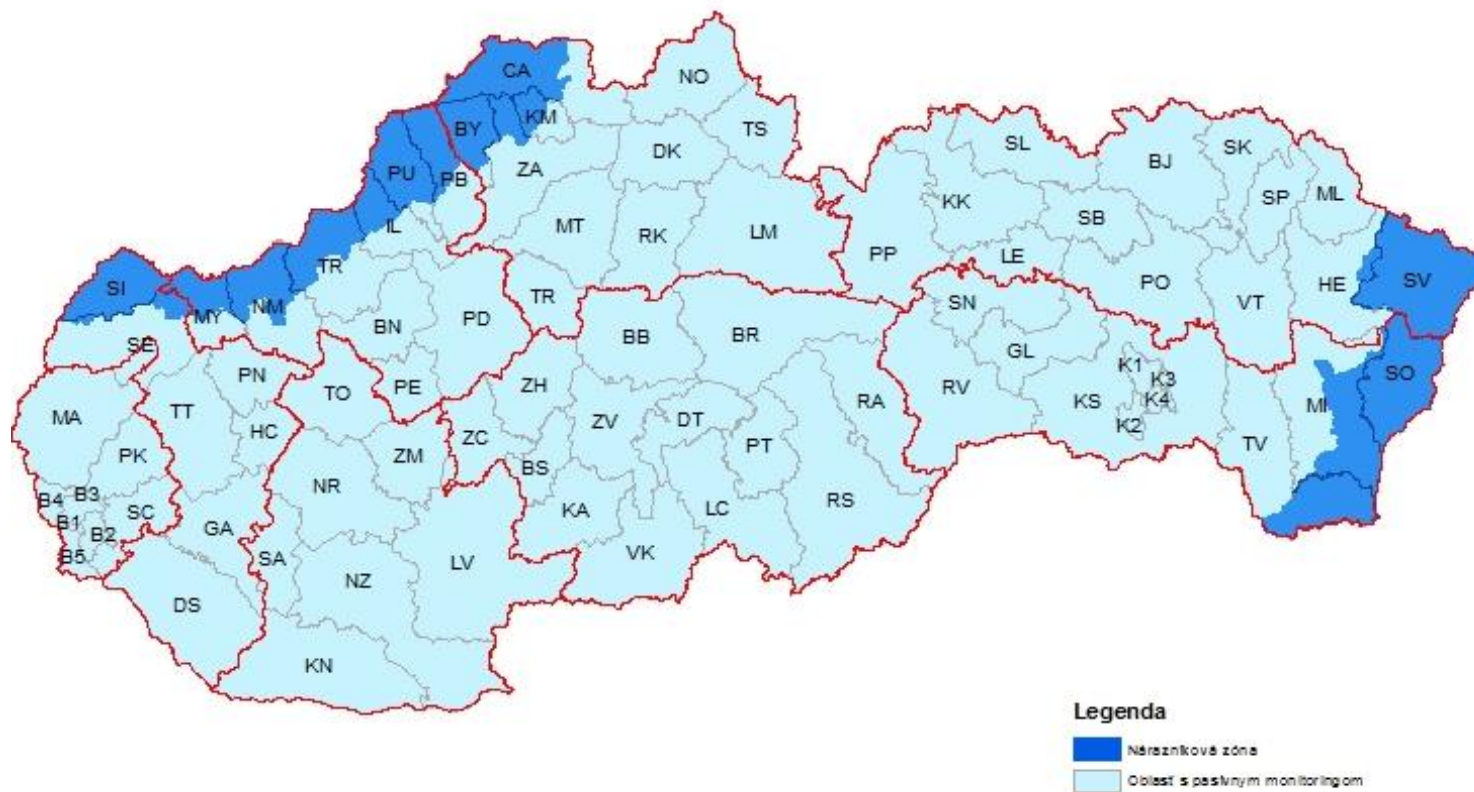 NO
CA
KM
BY
TS
SL
SK
BJ
DK
ZA
PU
PB
ML
SP
KK
SB
IL
MT
RK
LM
PP
LE
PO
HE
SV
VT
TR
SI
NM
MY
TR
SN
BN
PD
BB
BR
SE
GL
K1
PN
PE
ZH
K3
SO
TO
RV
KS
K4
MI
MA
TT
RA
DT
ZV
K2
HC
ZC
PT
TV
PK
ZM
BS
NR
B4
B3
SC
KA
LC
RS
B1
GA
B2
B5
SA
LV
VK
NZ
DS
KN
Legenda
Nárazníková zóna
Oblasť s pasívnym monitoringom